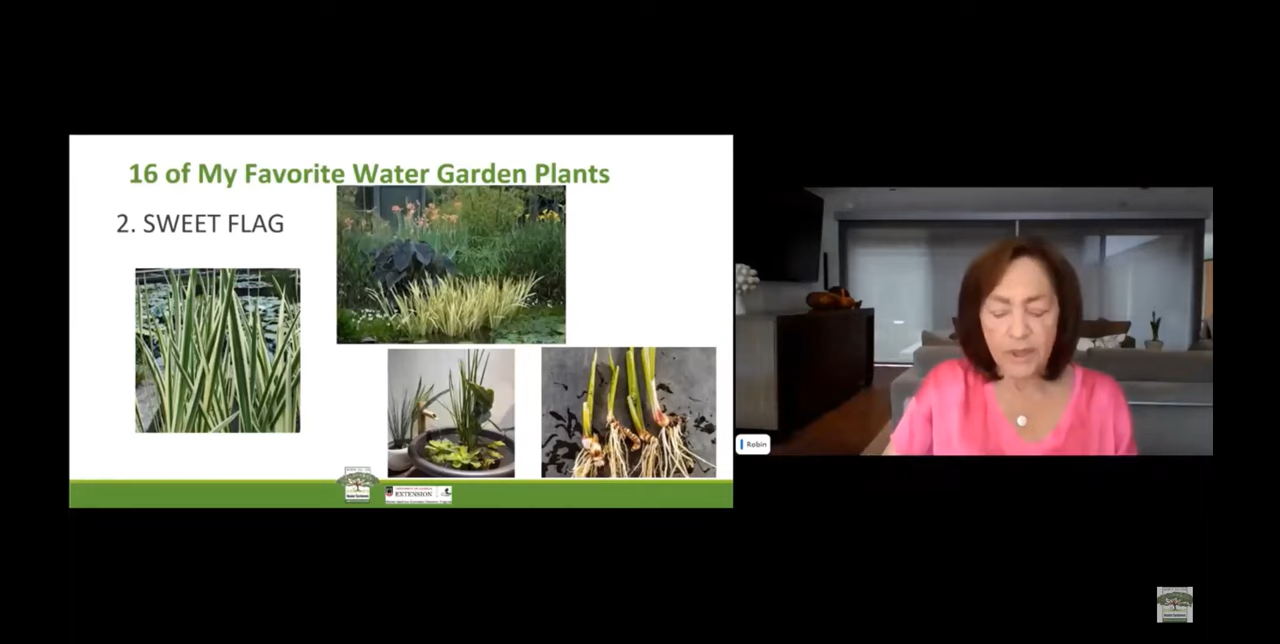 16 of My Favorite Water Garden Plants
2. SWEET FLAG
EXTENSION
Robin